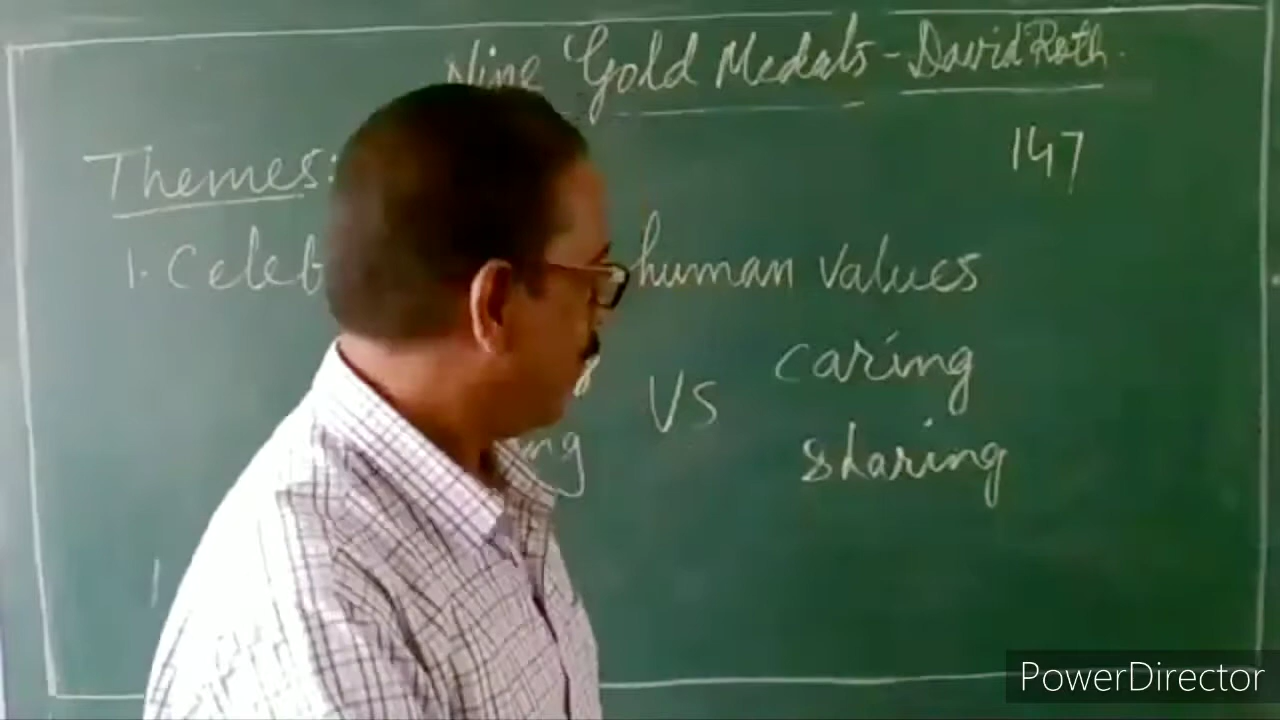 Nine Gold Medals - David Roth.
147
Themes:
1. Celeb human values
VS caring
ng sharing
PowerDirector